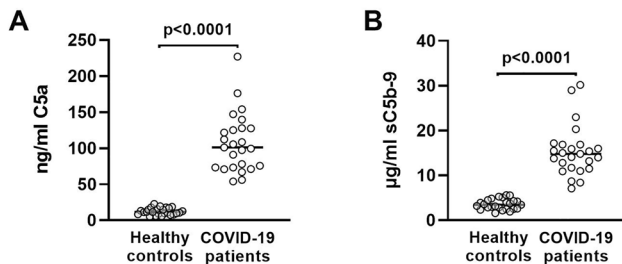 A
p<0.0001
250
200
150
100
50
0
ng/ml C5a
Healthy
controls
COVID-19
patients
B
p<0.0001
40
30
20
10
0
µg/ml sC5b-9
Healthy
controls
COVID-19
patients